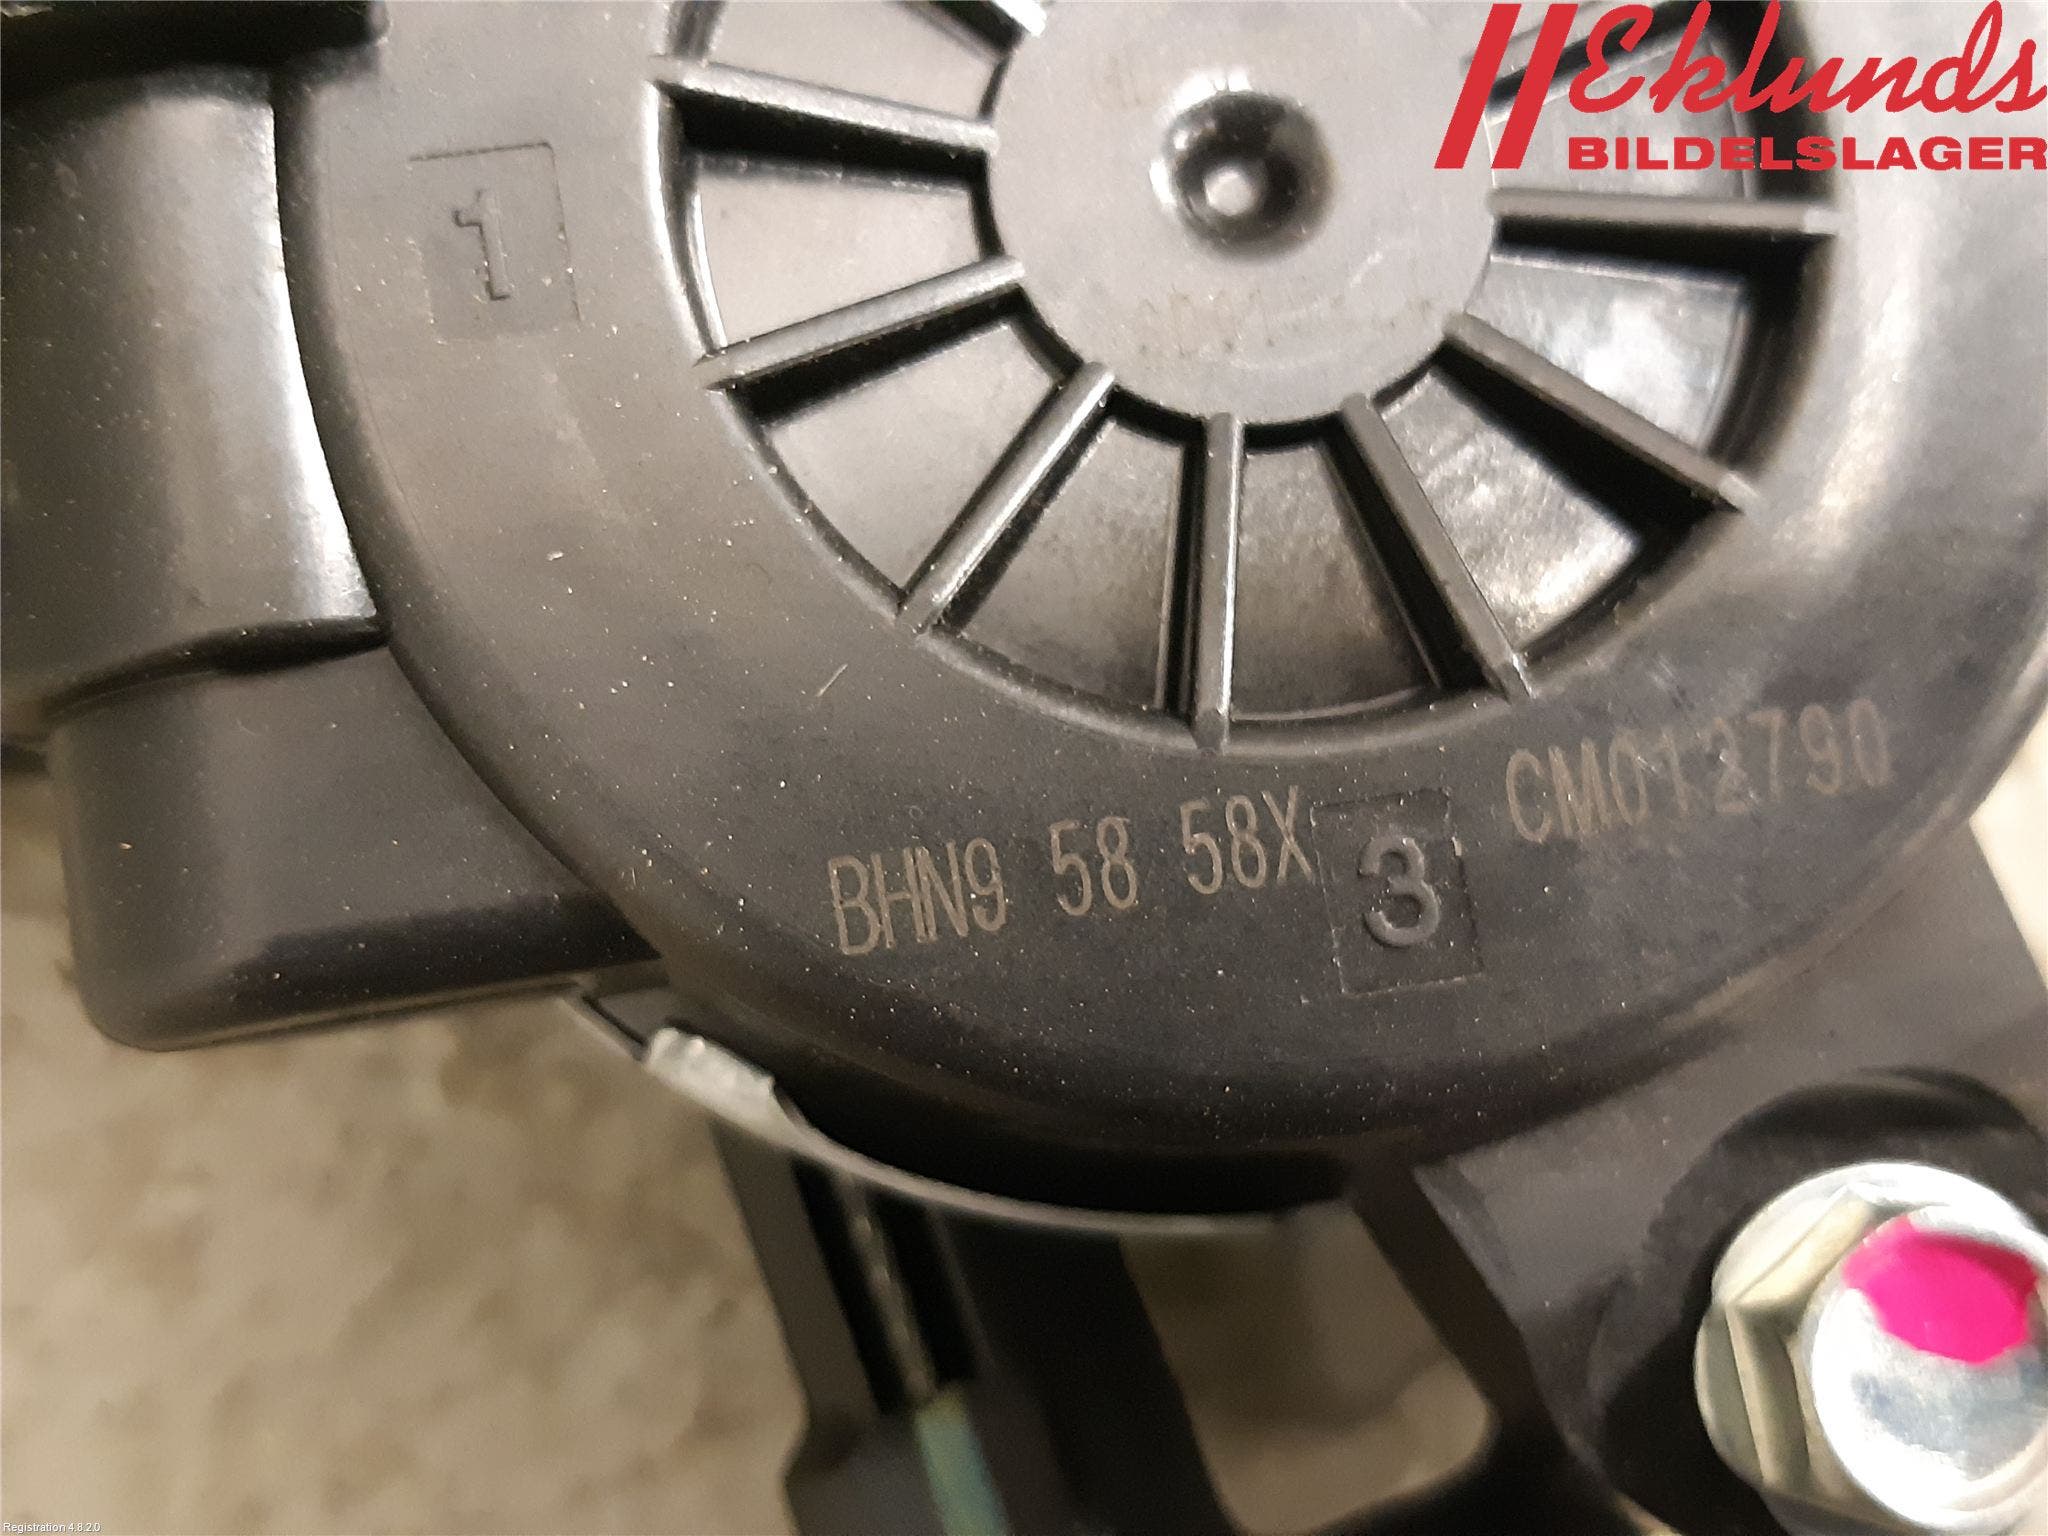 Eklunds
BILDELSLAGER
1
BHN9 58 58X 3 CM012790
Registration 4.8.2.0